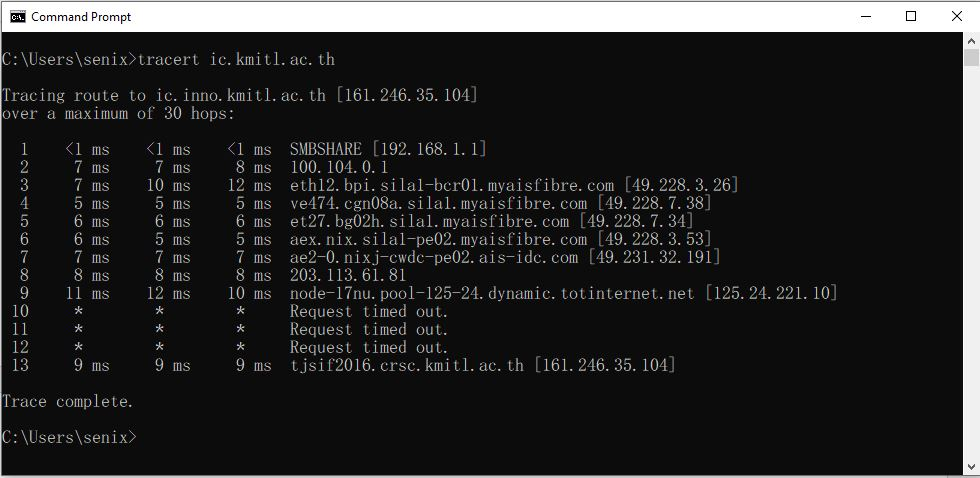 Command Prompt
C:\Users\senix>tracert ic.kmitl.ac.th
Tracing route to ic.inno.kmitl.ac.th [161.246.35.104]
over a maximum of 30 hops:
1 <1 ms <1 ms <1 ms SMBSHARE [192.168.1.1]
2 7 ms 7 ms 8 ms 100.104.0.1
3 7 ms 10 ms 12 ms eth12.bpi.sila1-bcr01.myaisfibre.com [49.228.3.26]
4 5 ms 5 ms 5 ms ve474.cgn08a.sila1.myaisfibre.com [49.228.7.38]
5 6 ms 6 ms 6 ms et27.bg02h.sila1.myaisfibre.com [49.228.7.34]
6 6 ms 5 ms 5 ms aex.nix.sila1-pe02.myaisfibre.com [49.228.3.53]
7 7 ms 7 ms 7 ms ae2-0.nixj-cwdc-pe02.ais-idc.com [49.231.32.191]
8 8 ms 8 ms 8 ms 203.113.61.81
9 11 ms 12 ms 10 ms node-17nu.pool-125-24.dynamic.totinternet.net [125.24.221.10]
10 * * * Request timed out.
11 * * * Request timed out.
12 * * * Request timed out.
13 9 ms 9 ms 9 ms tjsif2016.crsc.kmitl.ac.th [161.246.35.104]
Trace complete.
C:\Users\senix>